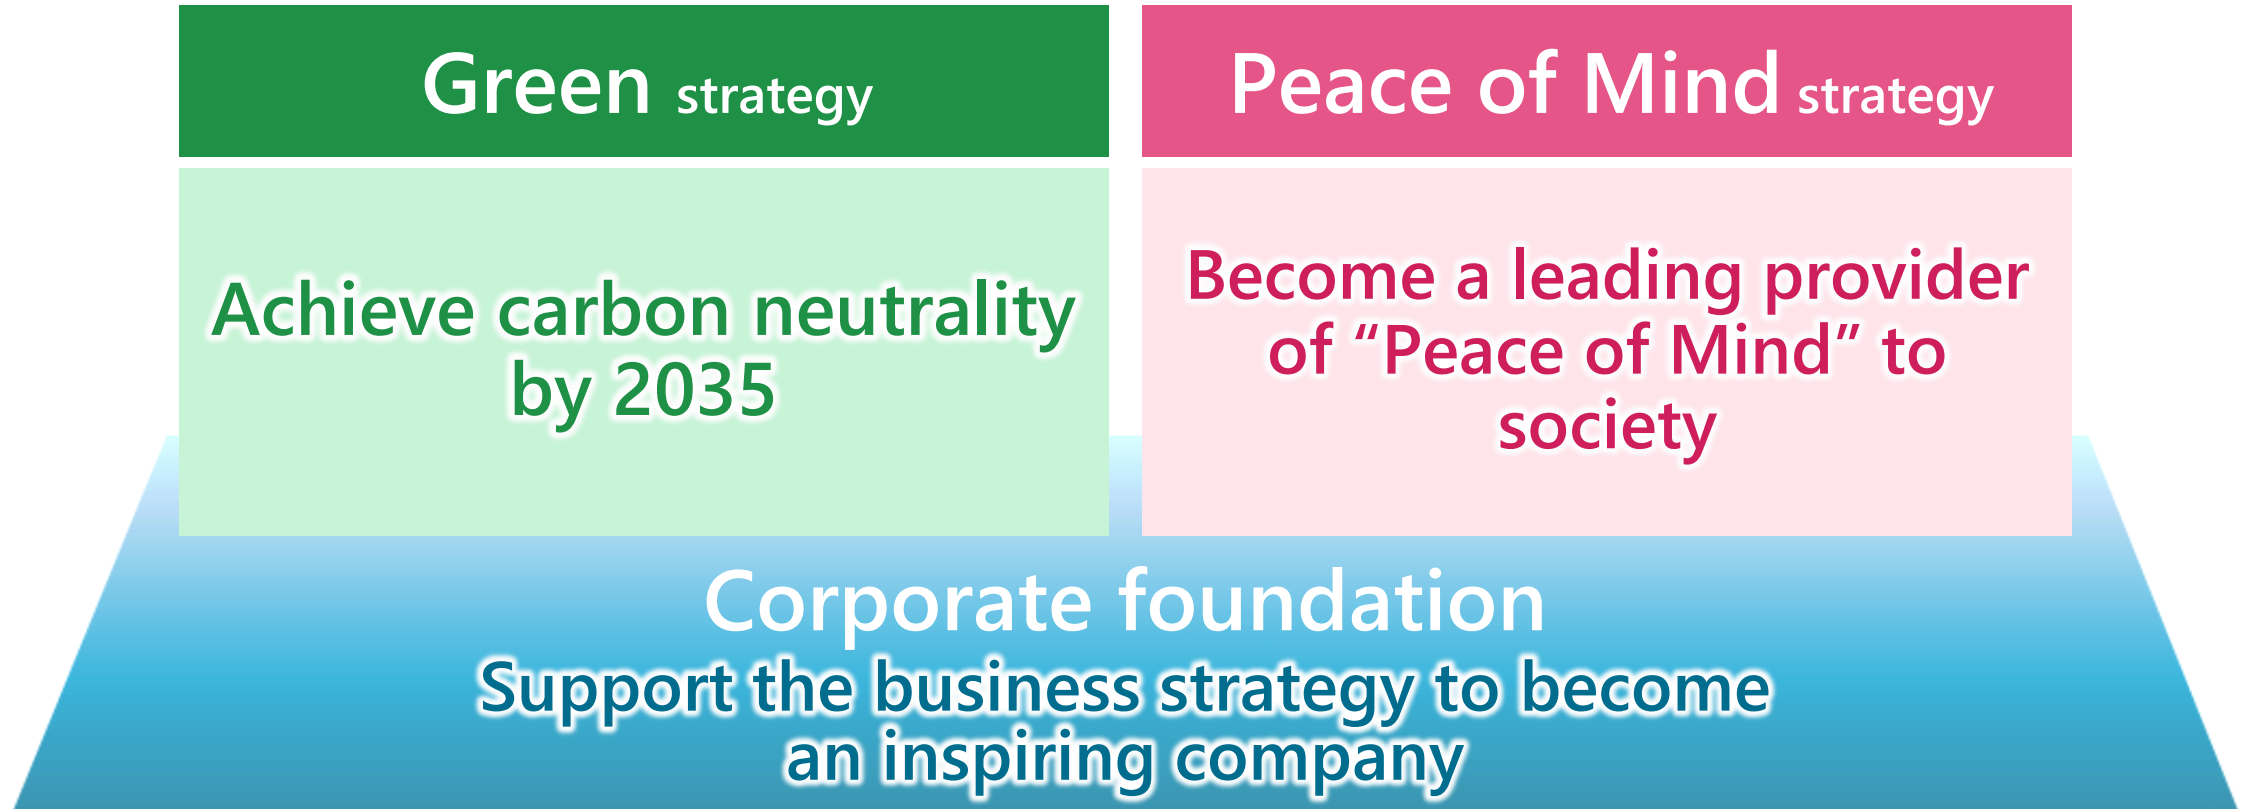 Green strategy
Peace of Mind strategy
Achieve carbon neutrality
by 2035
Become a leading provider
of “Peace of Mind” to
society
Corporate foundation
Support the business strategy to become
an inspiring company